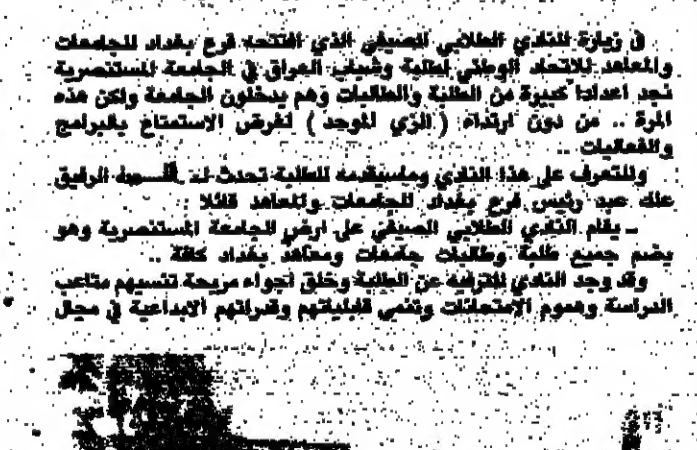 في زيارة للنادي الطلابي الصيفي الذي افتتحه فرع بغداد للجامعات
والمعاهد للاتحاد الوطني لطلبة وشباب العراق في الجامعة المستنصرية
نجد اعدادا كبيرة من الطلبة والطالبات وهم يدخلون الجامعة ولكن هذه
المرة .. من دون ارتداء ( الزي الموحد ) لغرض الاستمتاع بالبرامج
والفعاليات ..
وللتعرف على هذا النادي وماسيقدمه للطلبة تحدث لنا الرفيق
عبد رئيس فرع بغداد للجامعات والمعاهد قائلا :
ـ يقام النادي الطلابي الصيفي على ارض الجامعة المستنصرية وهو
يضم جميع طلبة وطالبات جامعات ومعاهد بغداد كافة ..
وقد وجد النادي للترفيه عن الطلبة وخلق اجواء مريحة تنسيهم متاعب
الدراسة وهموم الامتحانات وتنمي قابلياتهم وقدراتهم الابداعية في مجال